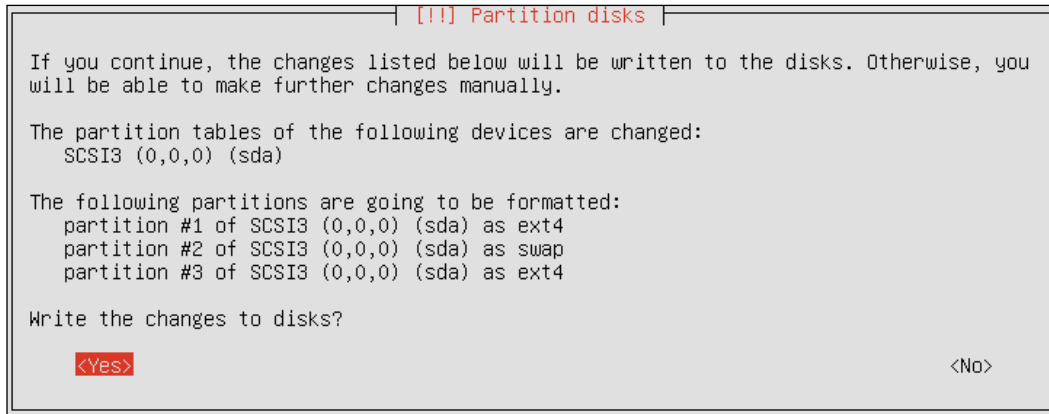 [!!] Partition disks
If you continue, the changes listed below will be written to the disks. Otherwise, you
will be able to make further changes manually.
The partition tables of the following devices are changed:
SCSI3 (0,0,0) (sda)
The following partitions are going to be formatted:
partition #1 of SCSI3 (0,0,0) (sda) as ext4
partition #2 of SCSI3 (0,0,0) (sda) as swap
partition #3 of SCSI3 (0,0,0) (sda) as ext4
Write the changes to disks?
<Yes> <No>